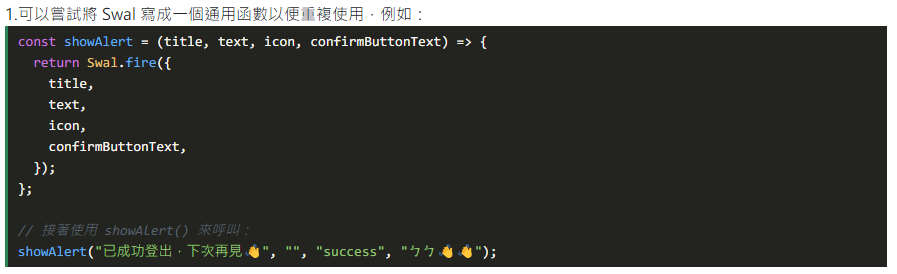 1.可以嘗試將 Swal 寫成一個通用函數以便重複使用，例如：
const showAlert = (title, text, icon, confirmButtonText) => {
  return Swal.fire({
    title,
    text,
    icon,
    confirmButtonText,
  });
};
// 接著使用 showALert() 來呼叫：
showAlert("已成功登出，下次再見👋", "", "success", "ㄅㄅ👋👋");